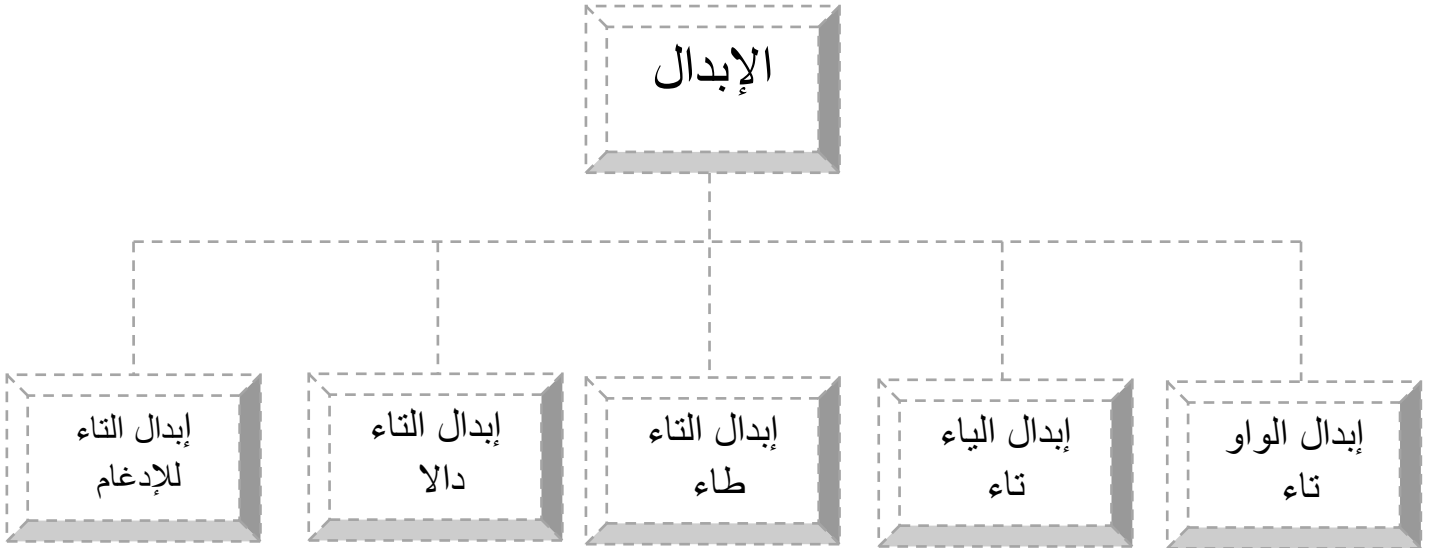 الإبدال
إبدال الواو
تاء
إبدال الياء
تاء
إبدال التاء
طاء
إبدال التاء
دالا
إبدال التاء
للإدغام